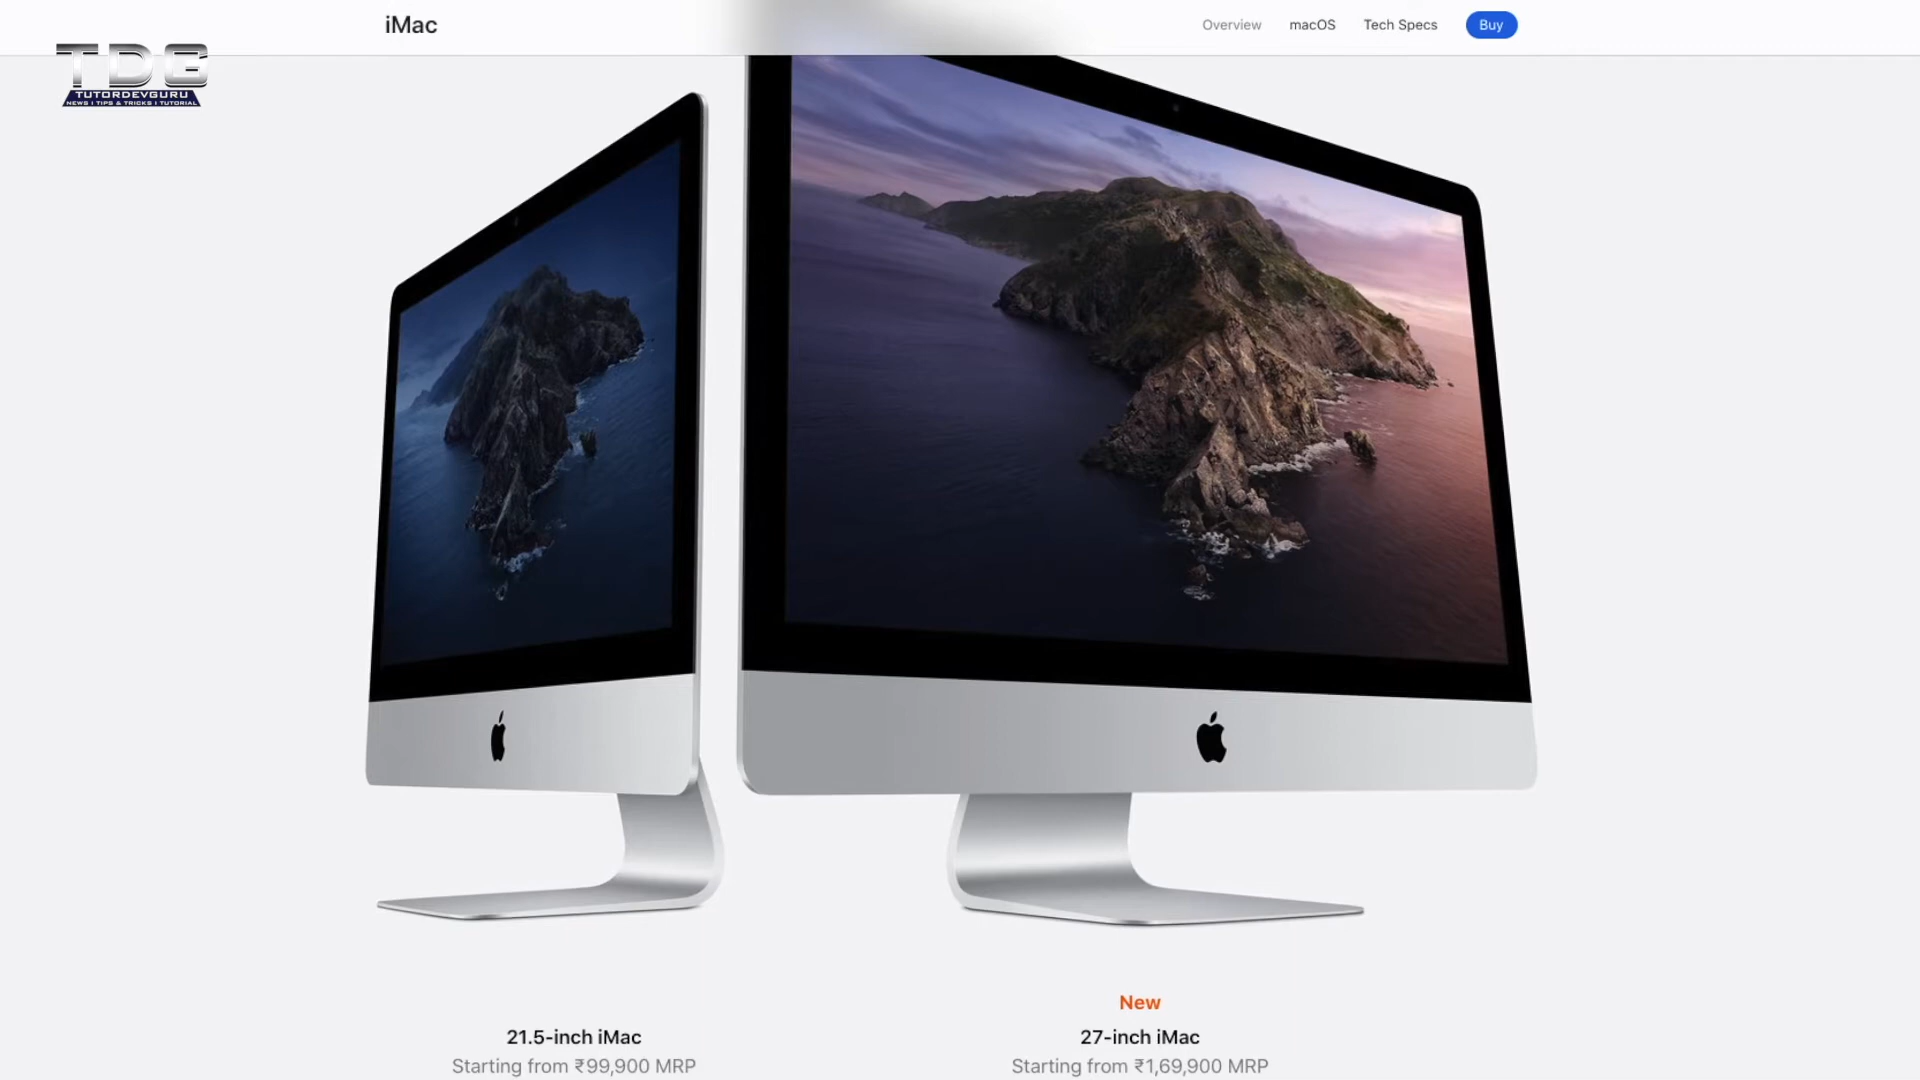 iMac
Overview
macOS
Tech Specs
Buy
TDG
TUTORDEVGURU
NEWS | TIPS & TRICKS | TUTORIAL
New
21.5-inch iMac
Starting from ₹99,900 MRP
27-inch iMac
Starting from ₹1,69,900 MRP